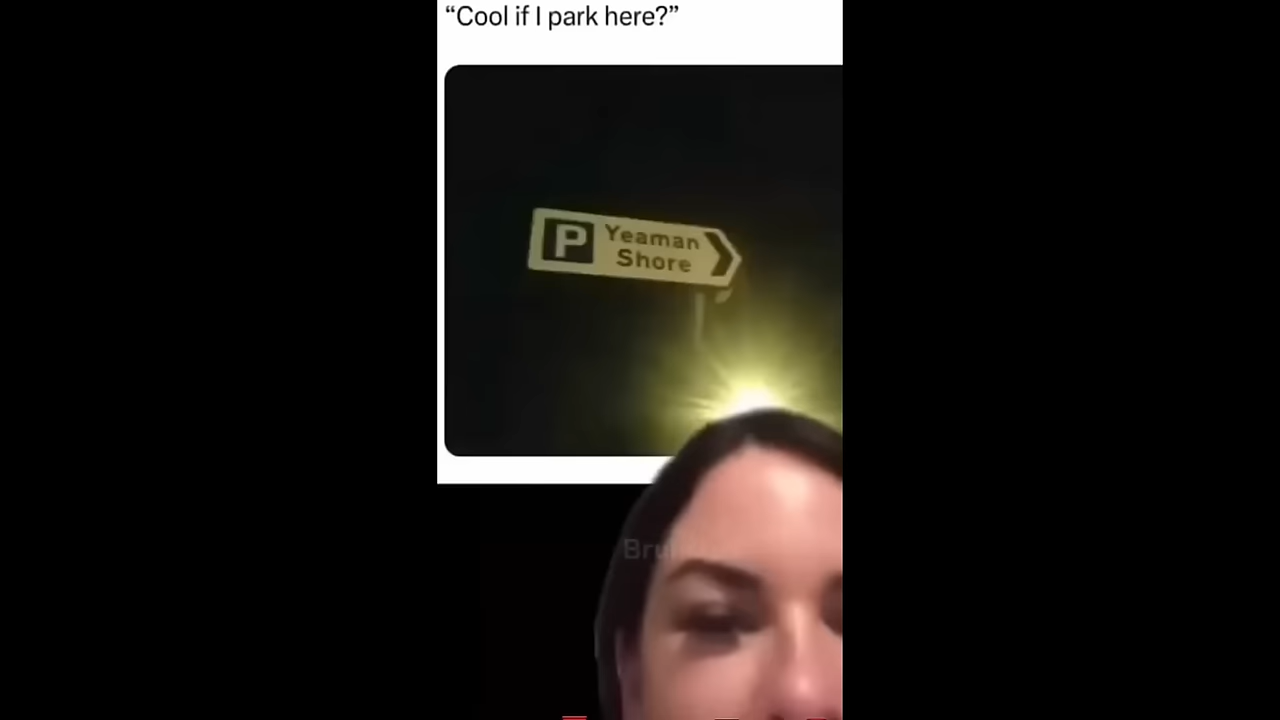 “Cool if I park here?”
P Yeaman
Shore